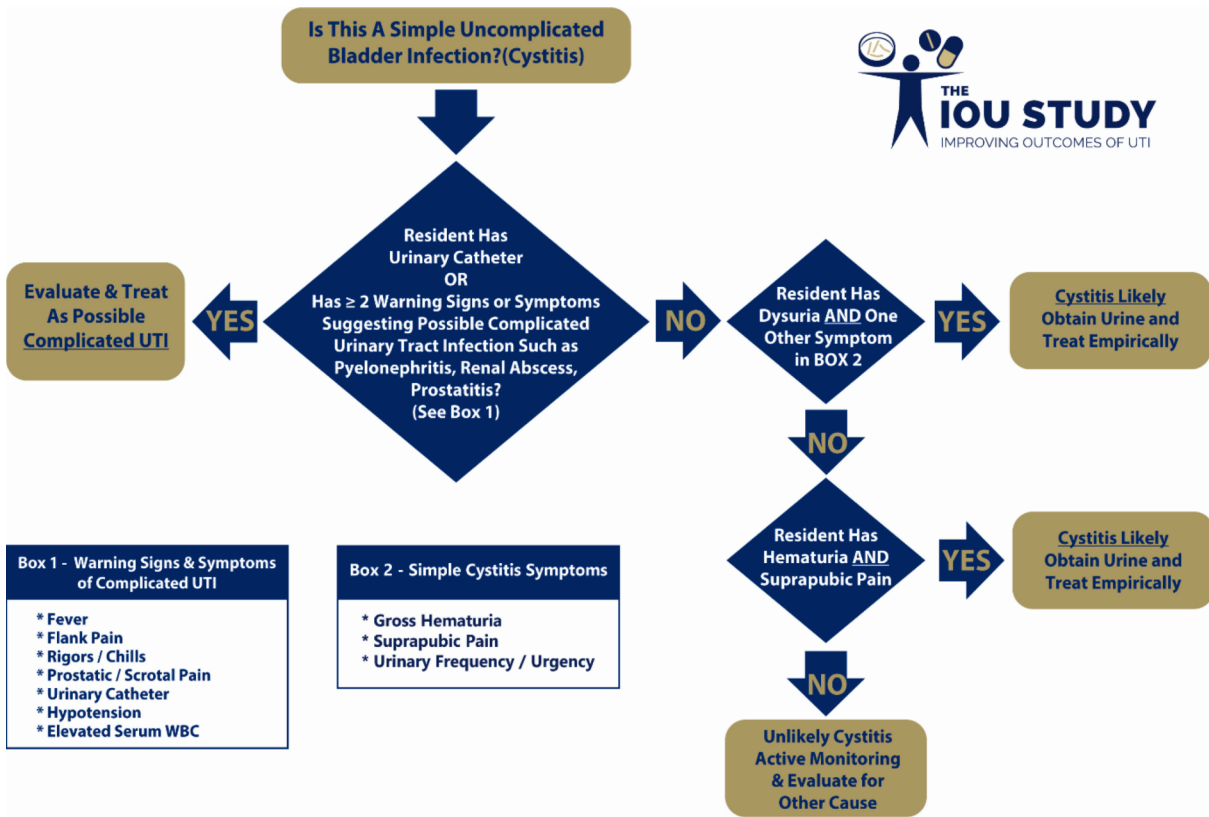 Is This A Simple Uncomplicated
Bladder Infection?(Cystitis)
THE
IOU STUDY
IMPROVING OUTCOMES OF UTI
Resident Has
Urinary Catheter
OR
Has ≥ 2 Warning Signs or Symptoms
Suggesting Possible Complicated
Urinary Tract Infection Such as
Pyelonephritis, Renal Abscess,
Prostatitis?
(See Box 1)
YES
Evaluate & Treat
As Possible
Complicated UTI
NO
Resident Has
Dysuria AND One
Other Symptom
in BOX 2
YES
Cystitis Likely
Obtain Urine and
Treat Empirically
NO
Resident Has
Hematuria AND
Suprapubic Pain
YES
Cystitis Likely
Obtain Urine and
Treat Empirically
NO
Unlikely Cystitis
Active Monitoring
& Evaluate for
Other Cause
Box 1 - Warning Signs & Symptoms
of Complicated UTI
* Fever
* Flank Pain
* Rigors / Chills
* Prostatic / Scrotal Pain
* Urinary Catheter
* Hypotension
* Elevated Serum WBC
Box 2 - Simple Cystitis Symptoms
* Gross Hematuria
* Suprapubic Pain
* Urinary Frequency / Urgency